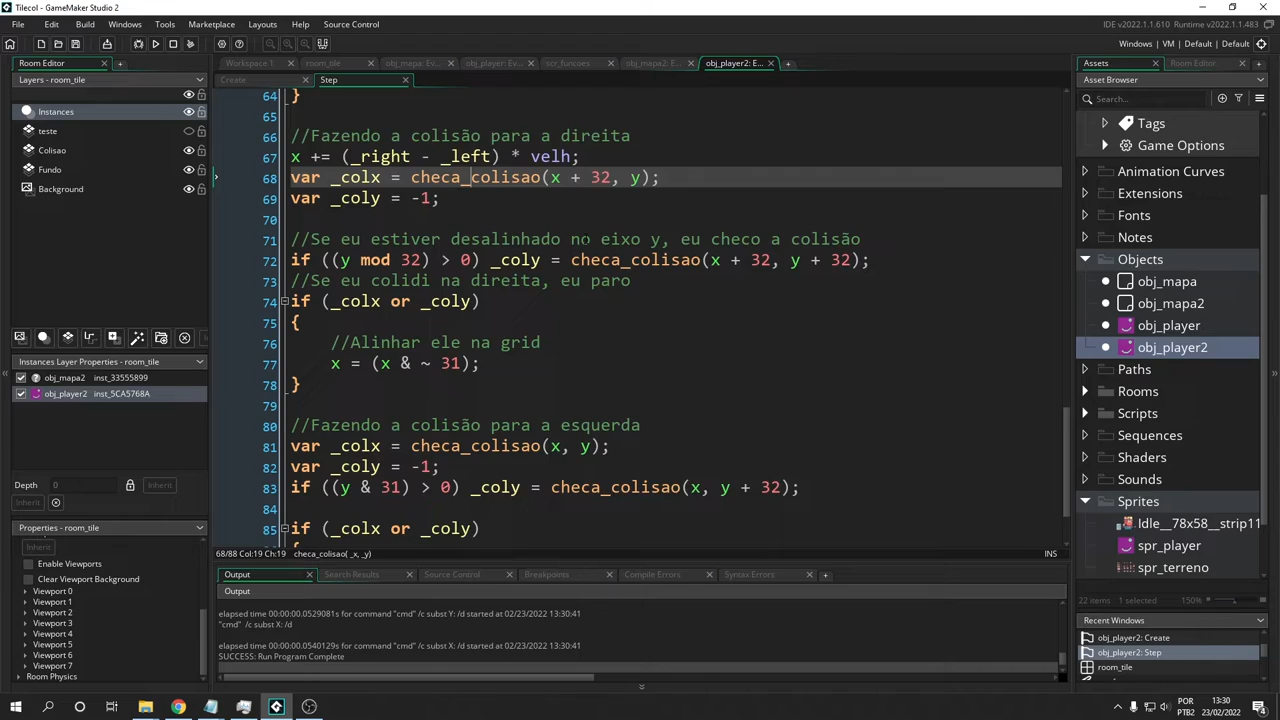 Tilecol - GameMaker Studio 2
File Edit Build Windows Tools Marketplace Layouts Help Source Control
IDE v2022.1.1.610 Runtime v2022.1.1.483
Windows | VM | Default | Default
Room Editor
Layers - room_tile
Instances
teste
Colisao
Fundo
Background
Instances Layer Properties - room_tile
obj_mapa2 inst_33555899
obj_player2 inst_5CA5768A
Depth 0 Inherit
Inherit
Properties - room_tile
Inherit
Enable Viewports
Clear Viewport Background
Viewport 0
Viewport 1
Viewport 2
Viewport 3
Viewport 4
Viewport 5
Viewport 6
Viewport 7
Room Physics
Workspace 1 room_tile obj_mapa: Ev... obj_player: Ev... scr_funcoes obj_mapa2: E... obj_player2: E...
Create Step
64 }
65
66 //Fazendo a colisão para a direita
67 x += (_right - _left) * velh;
68 var _colx = checa_colisao(x + 32, y);
69 var _coly = -1;
70
71 //Se eu estiver desalinhado no eixo y, eu checo a colisão
72 if ((y mod 32) > 0) _coly = checa_colisao(x + 32, y + 32);
73 //Se eu colidi na direita, eu paro
74 if (_colx or _coly)
75 {
76 //Alinhar ele na grid
77 x = (x & ~ 31);
78 }
79
80 //Fazendo a colisão para a esquerda
81 var _colx = checa_colisao(x, y);
82 var _coly = -1;
83 if ((y & 31) > 0) _coly = checa_colisao(x, y + 32);
84
85 if (_colx or _coly)
68/88 Col:19 Ch:19 checa_colisao( _x, _y) INS
Output Search Results Source Control Breakpoints Compile Errors Syntax Errors
Output
elapsed time 00:00:00.0529081s for command "cmd" /c subst Y: /d started at 02/23/2022 13:30:41
"cmd" /c subst X: /d
elapsed time 00:00:00.0540129s for command "cmd" /c subst X: /d started at 02/23/2022 13:30:41
SUCCESS: Run Program Complete
Assets Room Editor
Asset Browser
Search...
Tags
Game Options
Animation Curves
Extensions
Fonts
Notes
Objects
obj_mapa
obj_mapa2
obj_player
obj_player2
Paths
Rooms
Scripts
Sequences
Shaders
Sounds
Sprites
Idle__78x58__strip11
spr_player
spr_terreno
22 items 1 selected 150%
Recent Windows
obj_player2: Create
obj_player2: Step
room_tile
POR
PTB2
13:30
23/02/2022
4